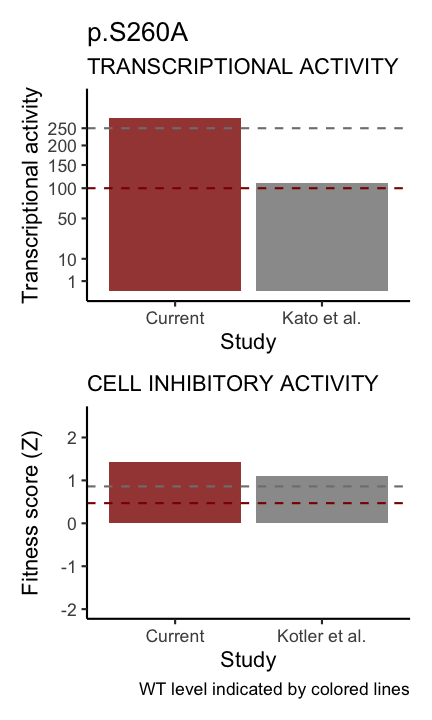 p.S260A
TRANSCRIPTIONAL ACTIVITY
Transcriptional activity
250
200
150
100
50
10
1
Current
Kato et al.
Study
CELL INHIBITORY ACTIVITY
Fitness score (Z)
2
1
0
-1
-2
Current
Kotler et al.
Study
WT level indicated by colored lines